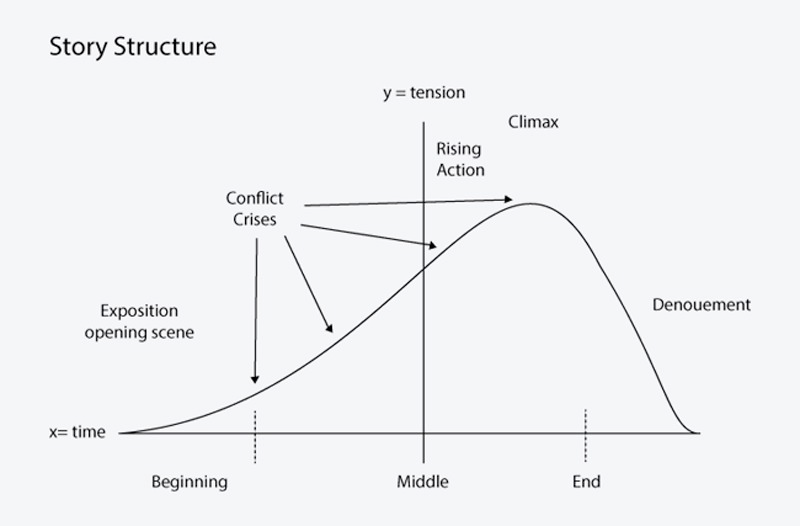 Story Structure
y = tension
Climax
Rising
Action
Conflict
Crises
Exposition
opening scene
Denouement
x= time
Beginning
Middle
End